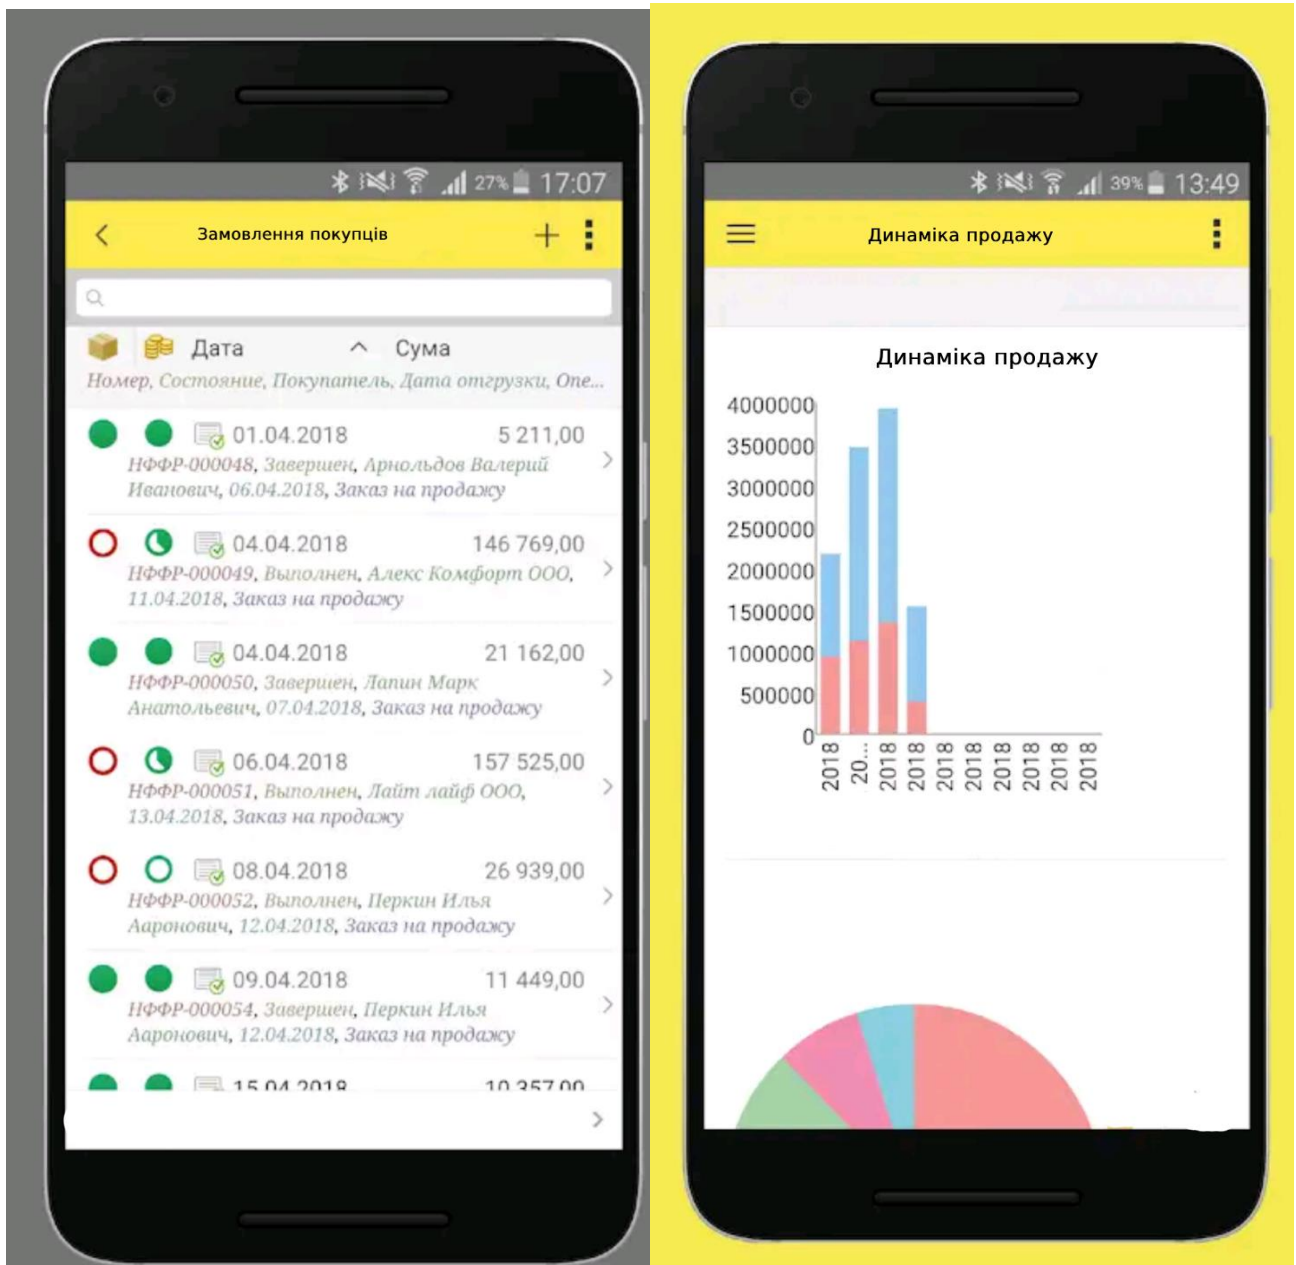 27% 17:07
Замовлення покупців
Дата Сума
Номер, Состояние, Покупатель, Дата отгрузки, Опе...
01.04.2018 5 211,00
НФФР-000048, Завершен, Арнольдов Валерий
Иванович, 06.04.2018, Заказ на продажу
04.04.2018 146 769,00
НФФР-000049, Выполнен, Алекс Комфорт ООО,
11.04.2018, Заказ на продажу
04.04.2018 21 162,00
НФФР-000050, Завершен, Лапин Марк
Анатольевич, 07.04.2018, Заказ на продажу
06.04.2018 157 525,00
НФФР-000051, Выполнен, Лайт лайф ООО,
13.04.2018, Заказ на продажу
08.04.2018 26 939,00
НФФР-000052, Выполнен, Перкин Илья
Ааронович, 12.04.2018, Заказ на продажу
09.04.2018 11 449,00
НФФР-000054, Завершен, Перкин Илья
Ааронович, 12.04.2018, Заказ на продажу
15.04.2018 10 357,00
39% 13:49
Динаміка продажу
Динаміка продажу
4000000
3500000
3000000
2500000
2000000
1500000
1000000
500000
0
2018
20...
2018
2018
2018
2018
2018
2018
2018
2018